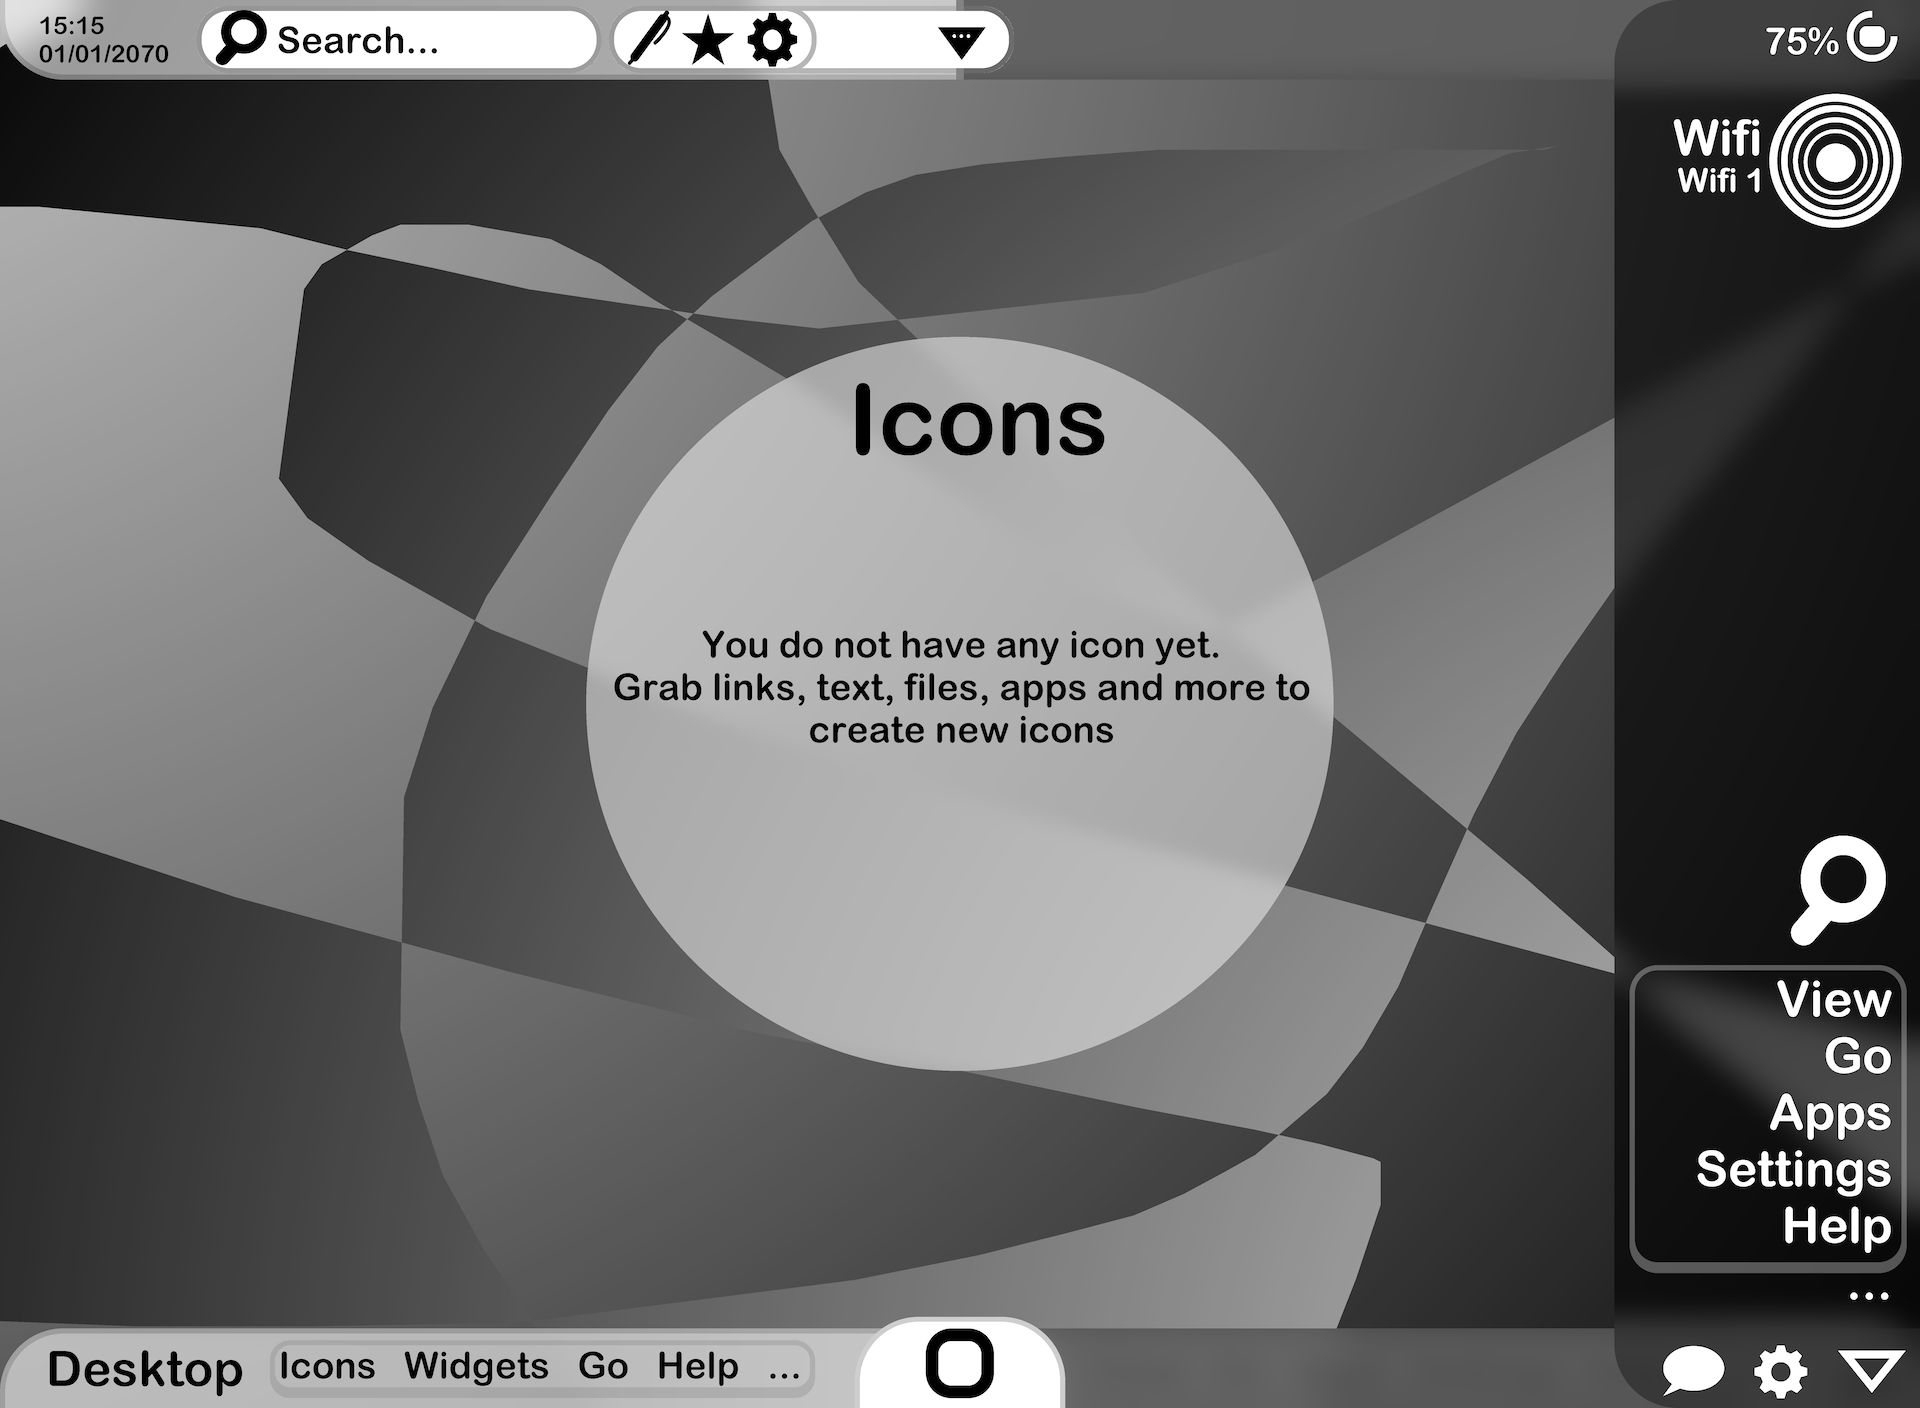 15:15
01/01/2070
Search...
75%
Wifi
Wifi 1
Icons
You do not have any icon yet.
Grab links, text, files, apps and more to
create new icons
View
Go
Apps
Settings
Help
...
Desktop Icons Widgets Go Help ...